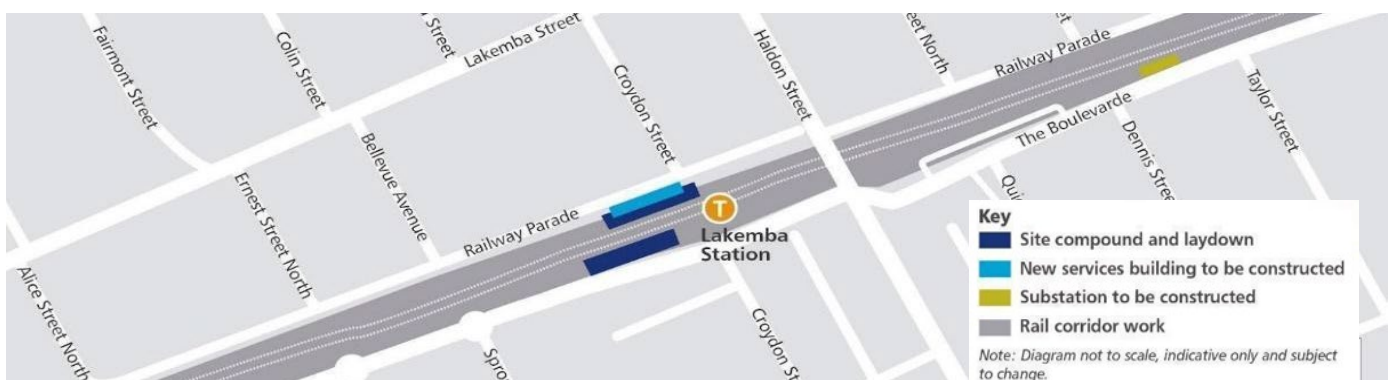 Fairmont Street
Colin Street
Street
Lakemba Street
Croydon Street
Haldon Street
Street North
Railway Parade
The Boulevarde
Taylor Street
Dennis Stree
Bellevue Avenue
Ernest Street North
Railway Parade
T
Lakemba
Station
Alice Street North
Spro
Croydon St
Qui
Key
Site compound and laydown
New services building to be constructed
Substation to be constructed
Rail corridor work
Note: Diagram not to scale, indicative only and subject
to change.